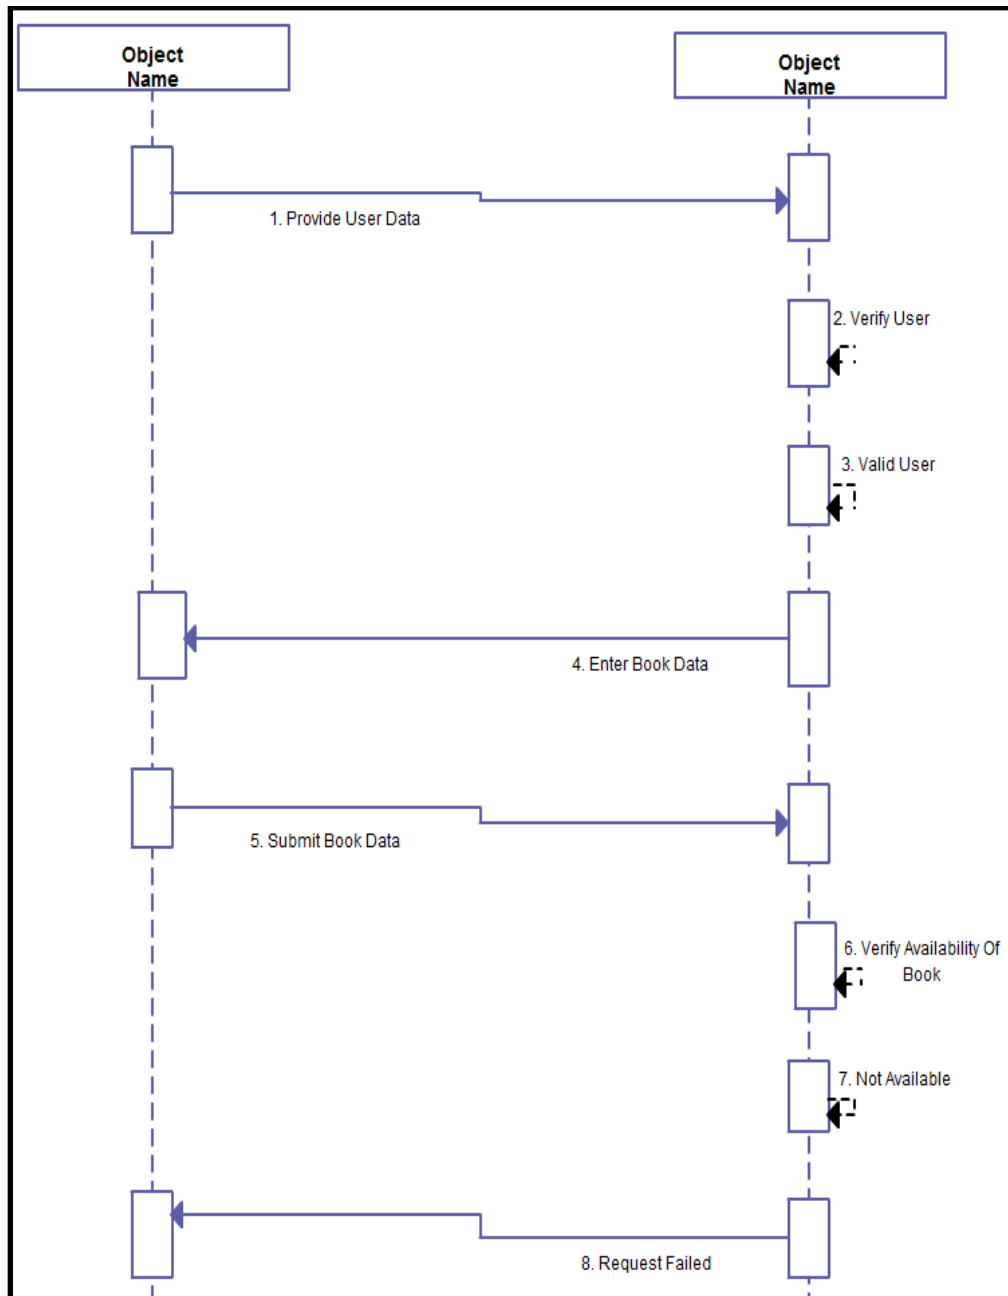 Object
Name
Object
Name
1. Provide User Data
2. Verify User
3. Valid User
4. Enter Book Data
5. Submit Book Data
6. Verify Availability Of
Book
7. Not Available
8. Request Failed